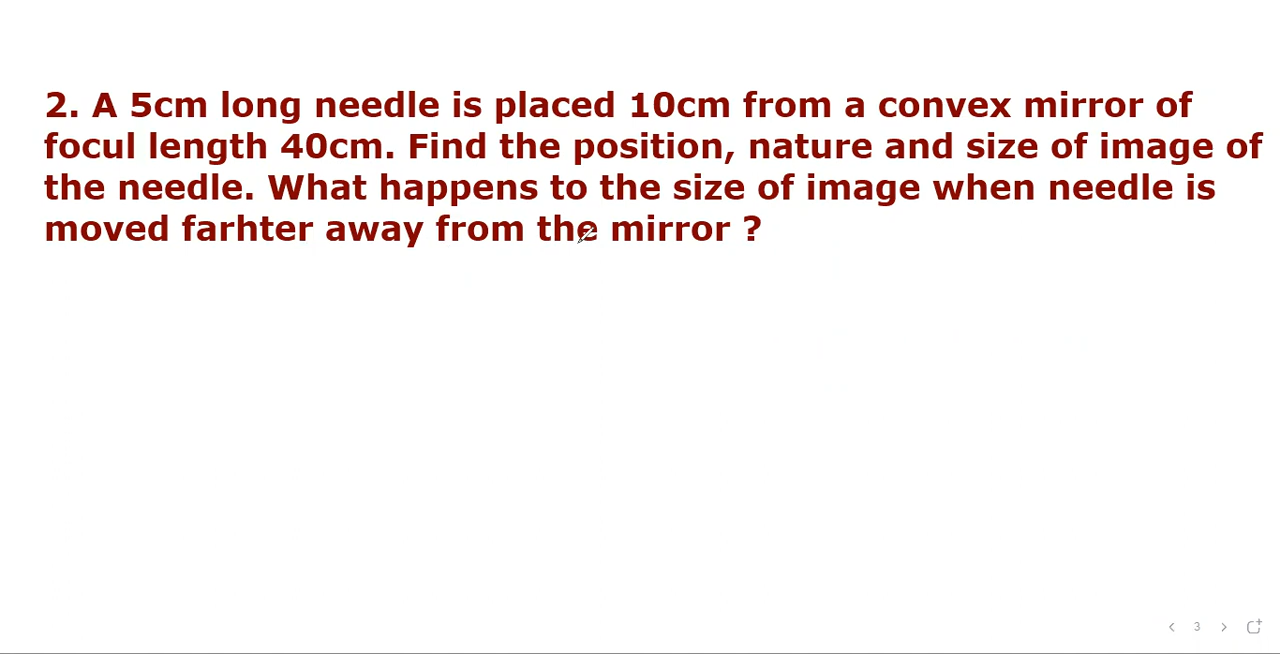 2. A 5cm long needle is placed 10cm from a convex mirror of
focul length 40cm. Find the position, nature and size of image of
the needle. What happens to the size of image when needle is
moved farhter away from the mirror ?
3